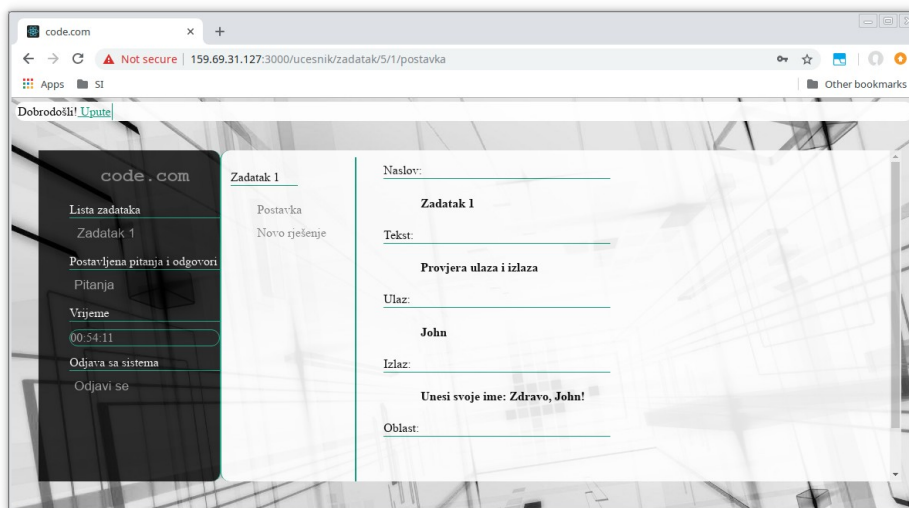 code.com
Not secure | 159.69.31.127:3000/ucesnik/zadatak/5/1/postavka
Apps SI Other bookmarks
Dobrodošli! Upute
code.com
Lista zadataka
Zadatak 1
Postavljena pitanja i odgovori
Pitanja
Vrijeme
00:54:11
Odjava sa sistema
Odjavi se
Zadatak 1
Postavka
Novo rješenje
Naslov:
Zadatak 1
Tekst:
Provjera ulaza i izlaza
Ulaz:
John
Izlaz:
Unesi svoje ime: Zdravo, John!
Oblast: